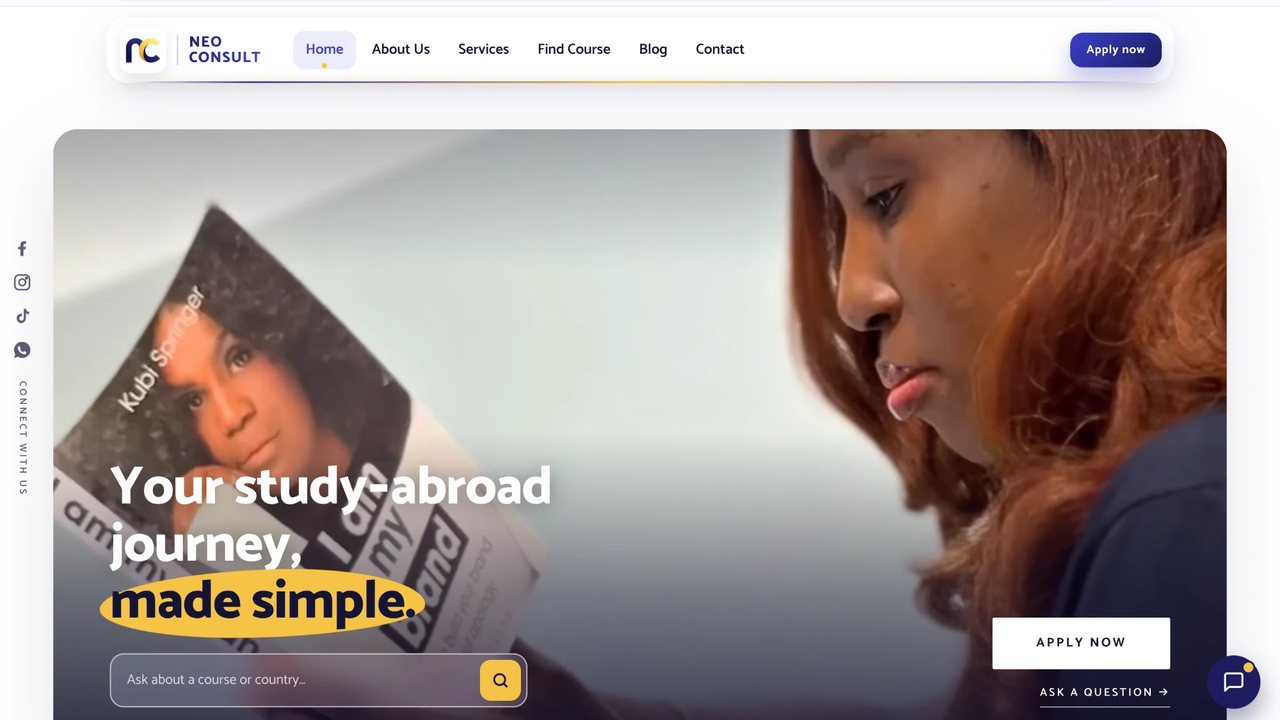 NEO
CONSULT
Home
About Us
Services
Find Course
Blog
Contact
Apply now
CONNECT WITH US
Kubi Springer
I am my brand
Your study-abroad
journey,
made simple.
Ask about a course or country...
APPLY NOW
ASK A QUESTION →